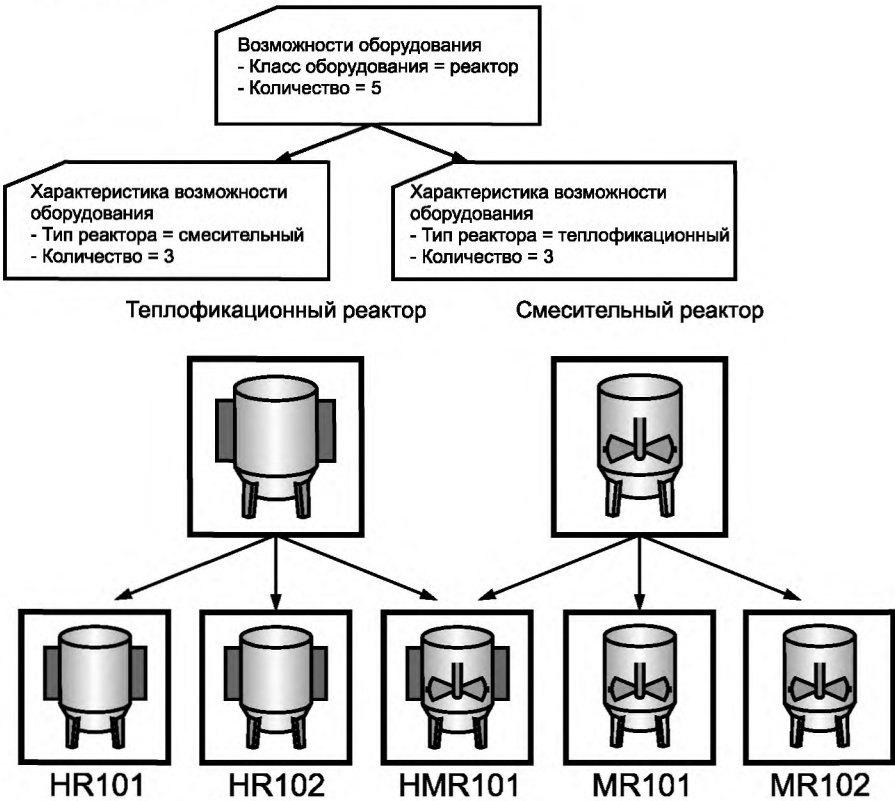 Возможности оборудования
- Класс оборудования = реактор
- Количество = 5
Характеристика возможности
оборудования
- Тип реактора = смесительный
- Количество = 3
Характеристика возможности
оборудования
- Тип реактора = теплофикационный
- Количество = 3
Теплофикационный реактор
Смесительный реактор
HR101
HR102
HMR101
MR101
MR102